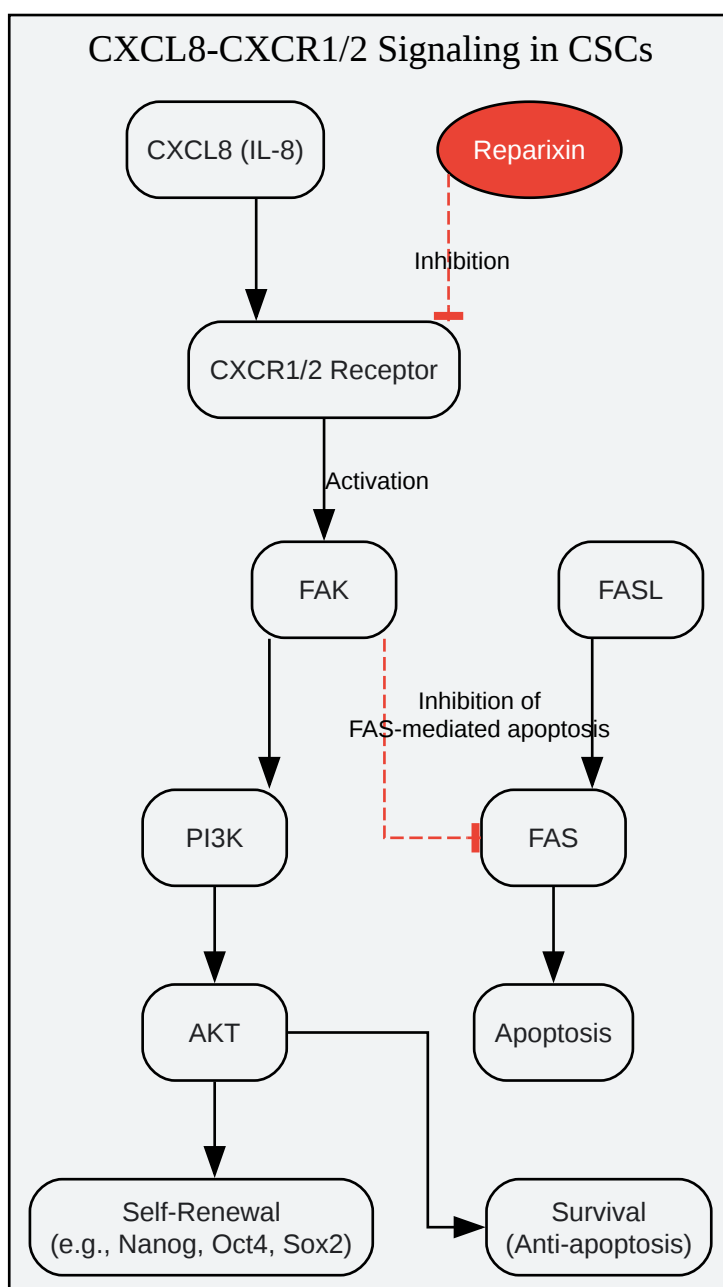 CXCL8-CXCR1/2 Signaling in CSCs
CXCL8 (IL-8)
Reparixin
Inhibition
CXCR1/2 Receptor
Activation
FAK
FASL
Inhibition of
FAS-mediated apoptosis
PI3K
FAS
AKT
Apoptosis
Self-Renewal
(e.g., Nanog, Oct4, Sox2)
Survival
(Anti-apoptosis)